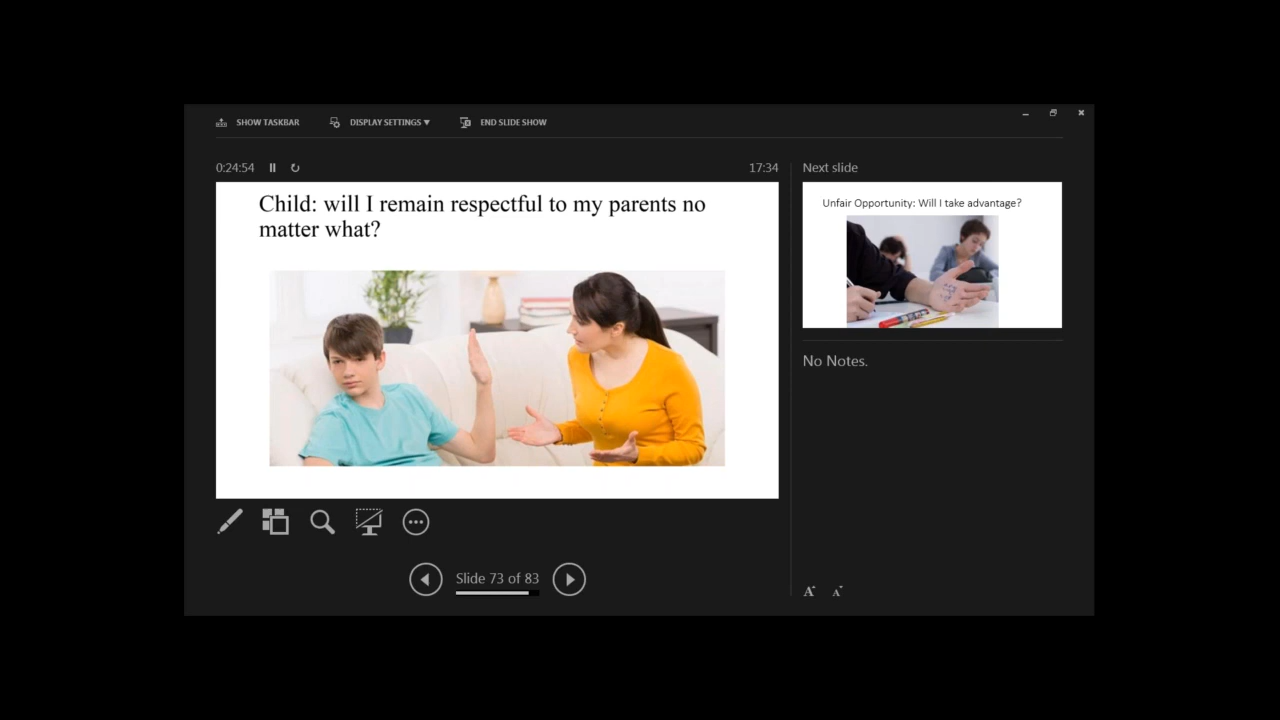 SHOW TASKBAR
DISPLAY SETTINGS ▼
END SLIDE SHOW
0:24:54
17:34
Next slide
Child: will I remain respectful to my parents no
matter what?
Unfair Opportunity: Will I take advantage?
No Notes.
Slide 73 of 83
A
A